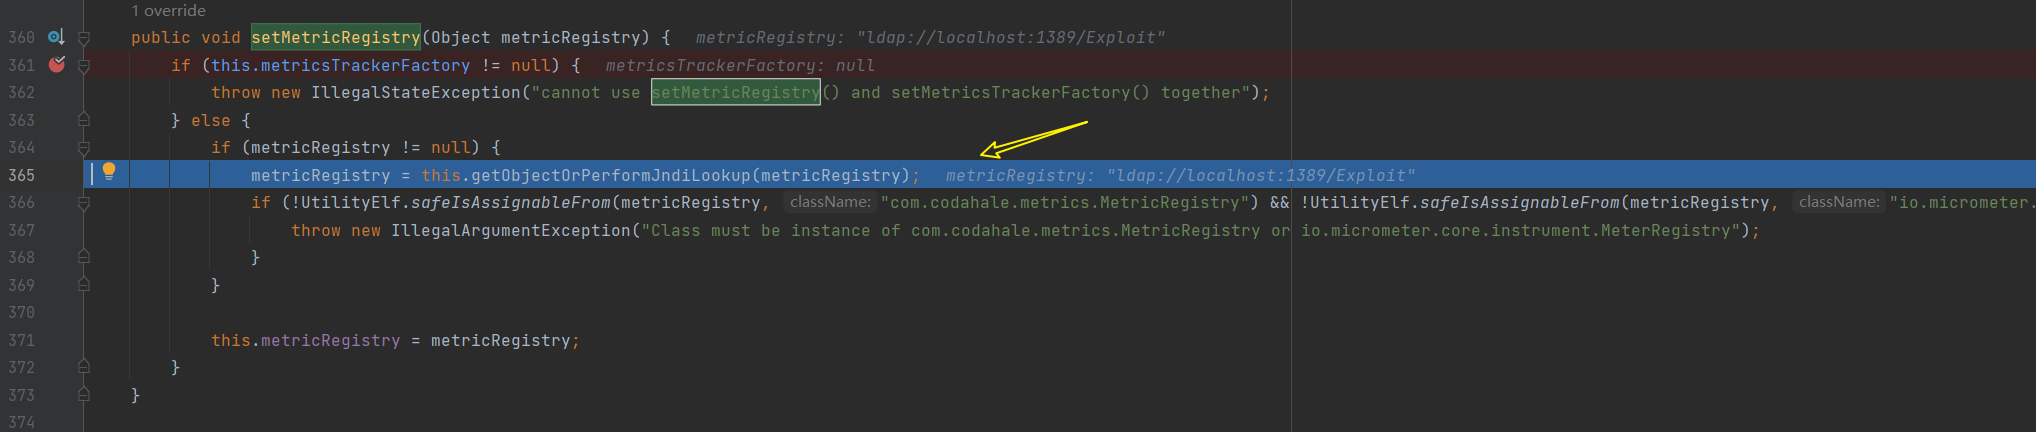 1 override
360 public void setMetricRegistry(Object metricRegistry) { metricRegistry: "ldap://localhost:1389/Exploit"
361 if (this.metricsTrackerFactory != null) { metricsTrackerFactory: null
362 throw new IllegalStateException("cannot use setMetricRegistry() and setMetricsTrackerFactory() together");
363 } else {
364 if (metricRegistry != null) {
365 metricRegistry = this.getObjectOrPerformJndiLookup(metricRegistry); metricRegistry: "ldap://localhost:1389/Exploit"
366 if (!UtilityElf.safeIsAssignableFrom(metricRegistry, className: "com.codahale.metrics.MetricRegistry") && !UtilityElf.safeIsAssignableFrom(metricRegistry, className: "io.micrometer.
367 throw new IllegalArgumentException("Class must be instance of com.codahale.metrics.MetricRegistry or io.micrometer.core.instrument.MeterRegistry");
368 }
369 }
370
371 this.metricRegistry = metricRegistry;
372 }
373 }
374